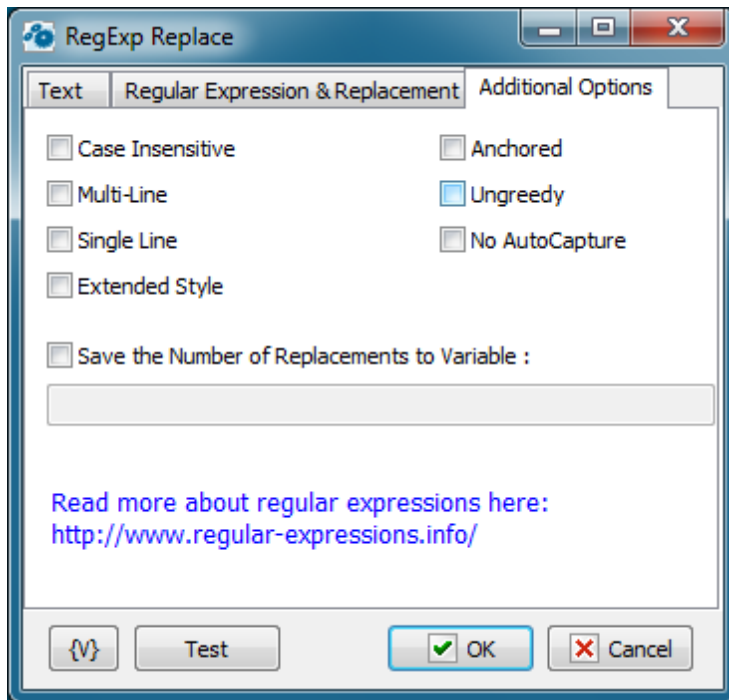 RegExp Replace
Text Regular Expression & Replacement Additional Options
Case Insensitive Anchored
Multi-Line Ungreedy
Single Line No AutoCapture
Extended Style
Save the Number of Replacements to Variable :
Read more about regular expressions here:
http://www.regular-expressions.info/
{V} Test OK Cancel